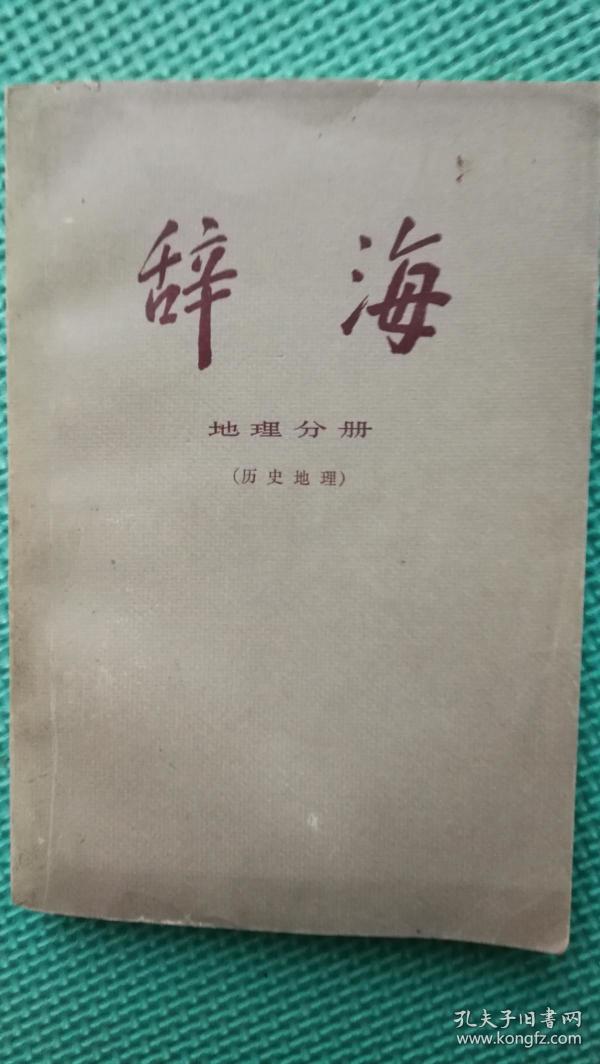 辞海
地理分册
(历史地理)
孔夫子旧书网
www.kongfz.com